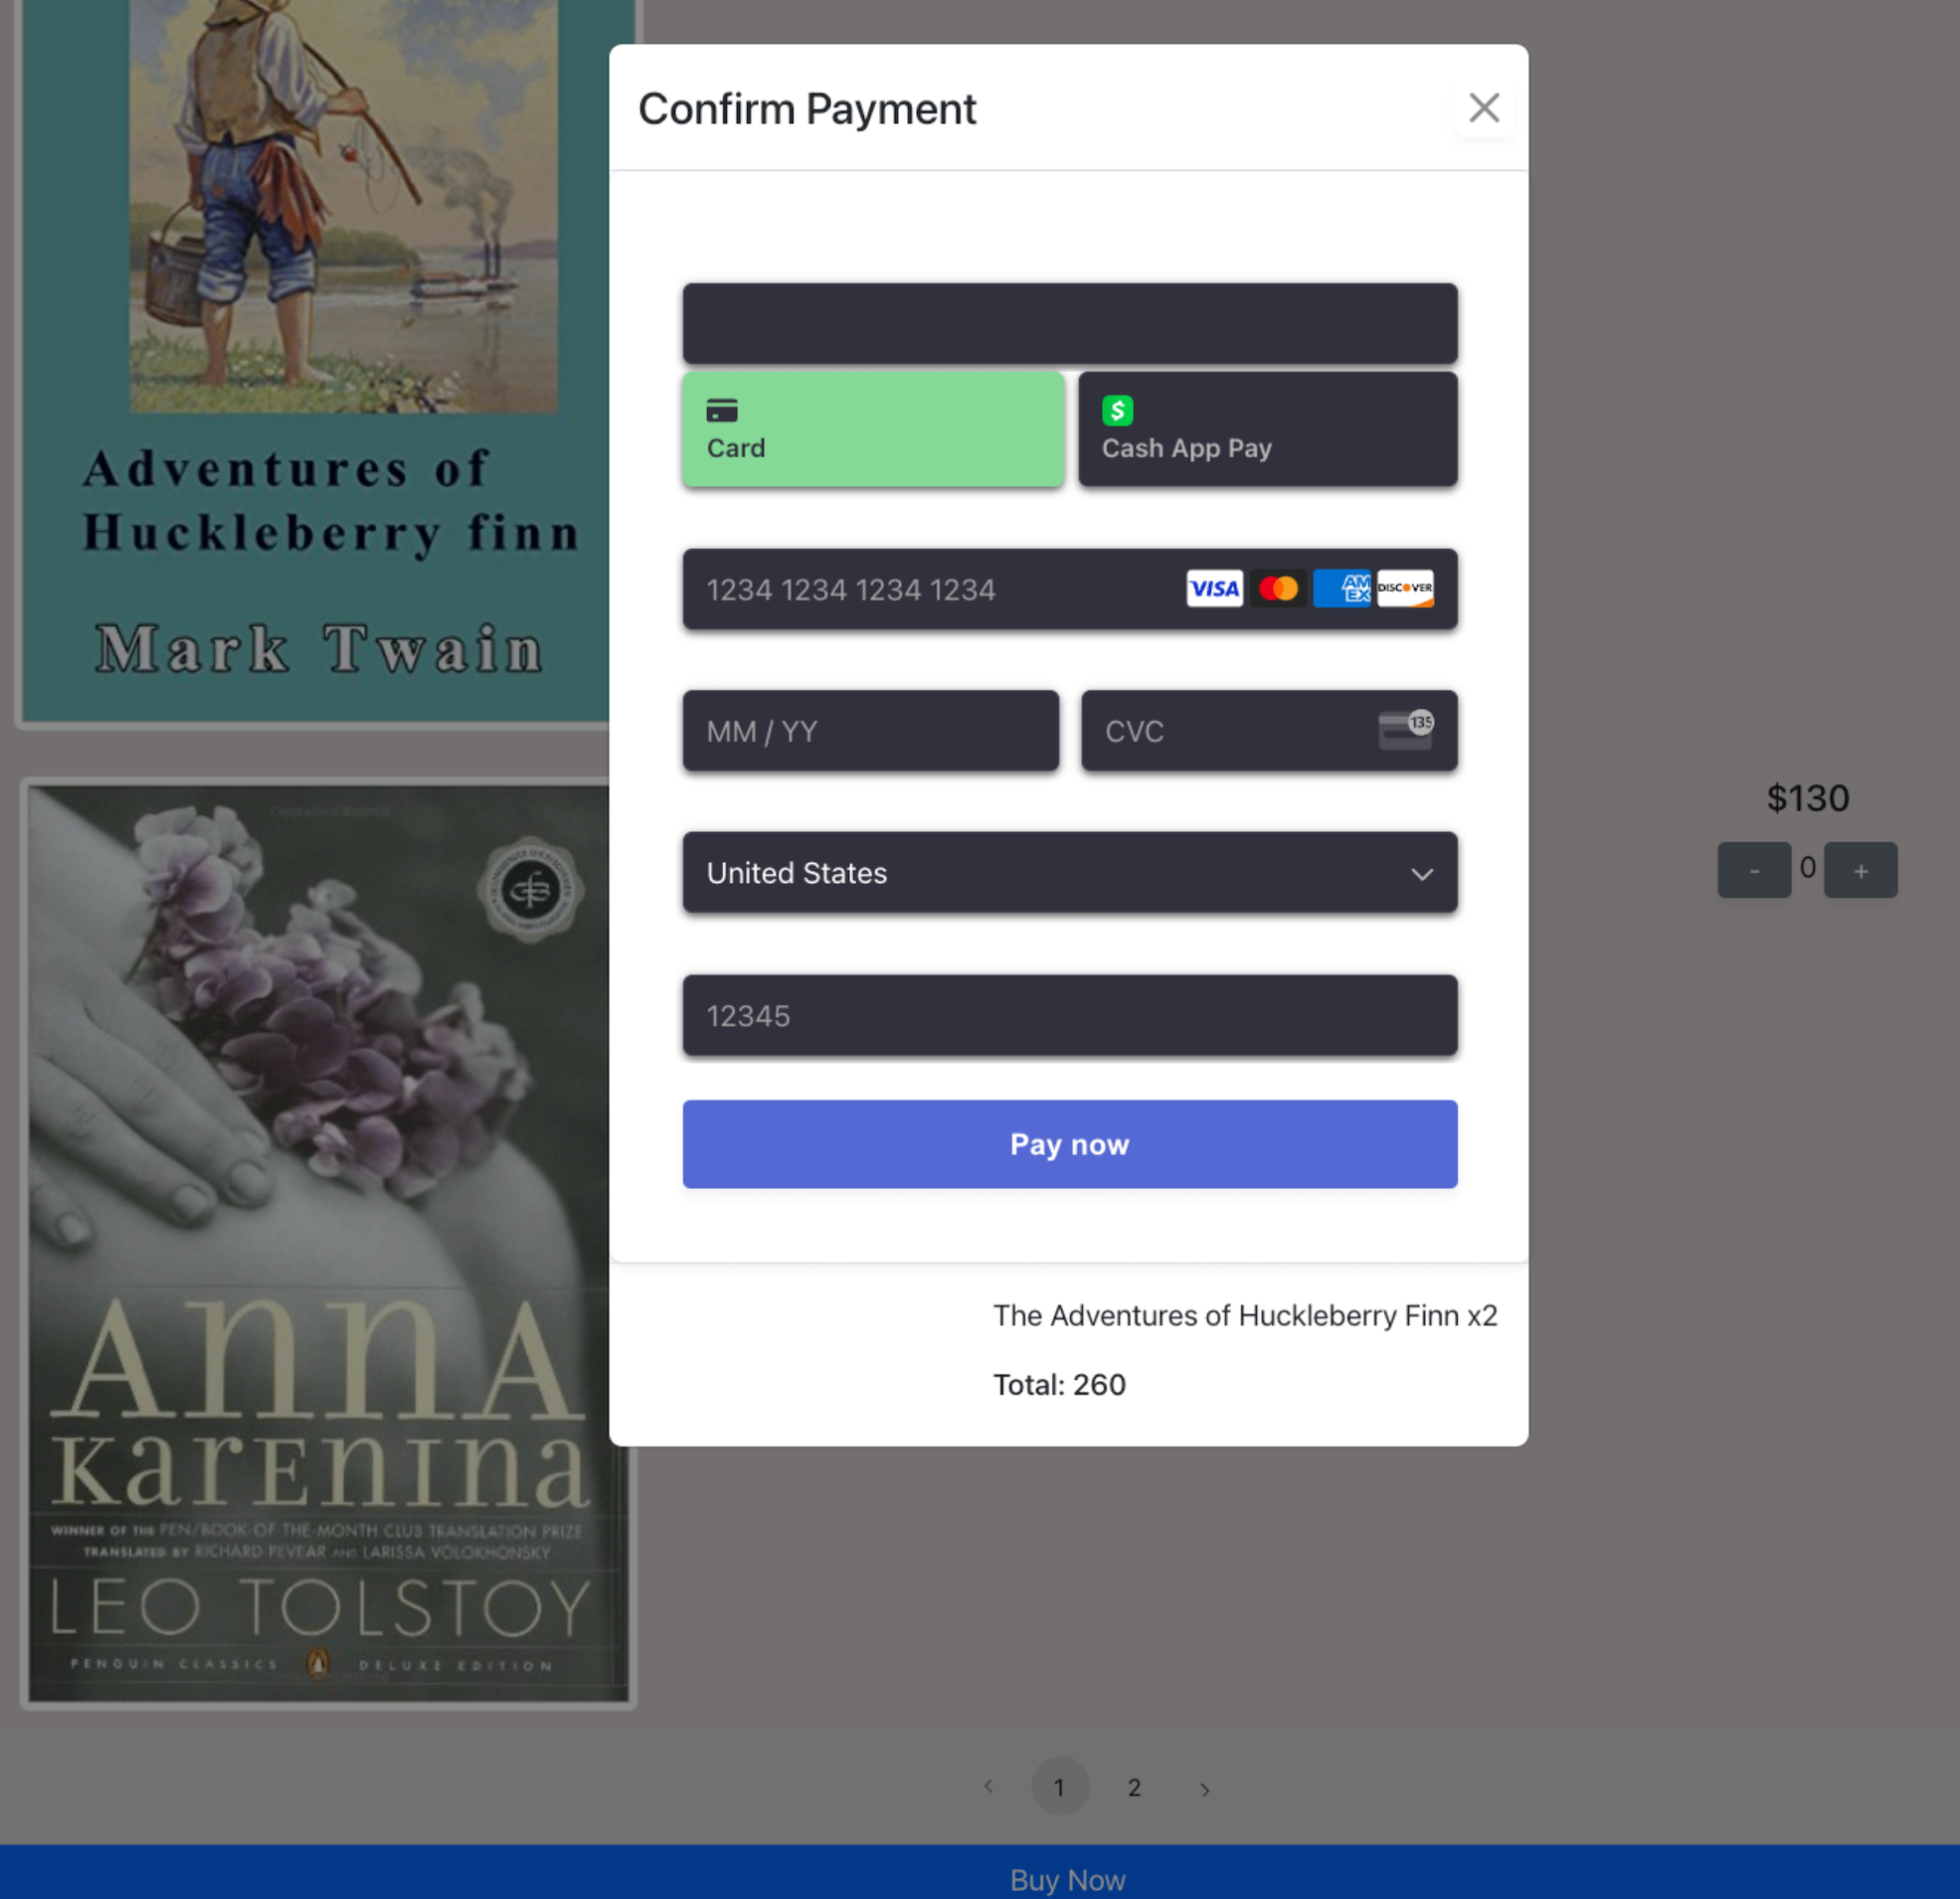 Confirm Payment
Card
Cash App Pay
1234 1234 1234 1234
VISA
AM
EX
DISCOVER
MM / YY
CVC
135
United States
12345
Pay now
The Adventures of Huckleberry Finn x2
Total: 260
Adventures of
Huckleberry finn
Mark Twain
$130
- 0 +
Copyrighted Material
Anna
Karenina
WINNER OF THE PEN/BOOK-OF-THE-MONTH CLUB TRANSLATION PRIZE
TRANSLATED BY RICHARD PEVEAR AND LARISSA VOLOKHONSKY
LEO TOLSTOY
PENGUIN CLASSICS DELUXE EDITION
< 1 2 >
Buy Now